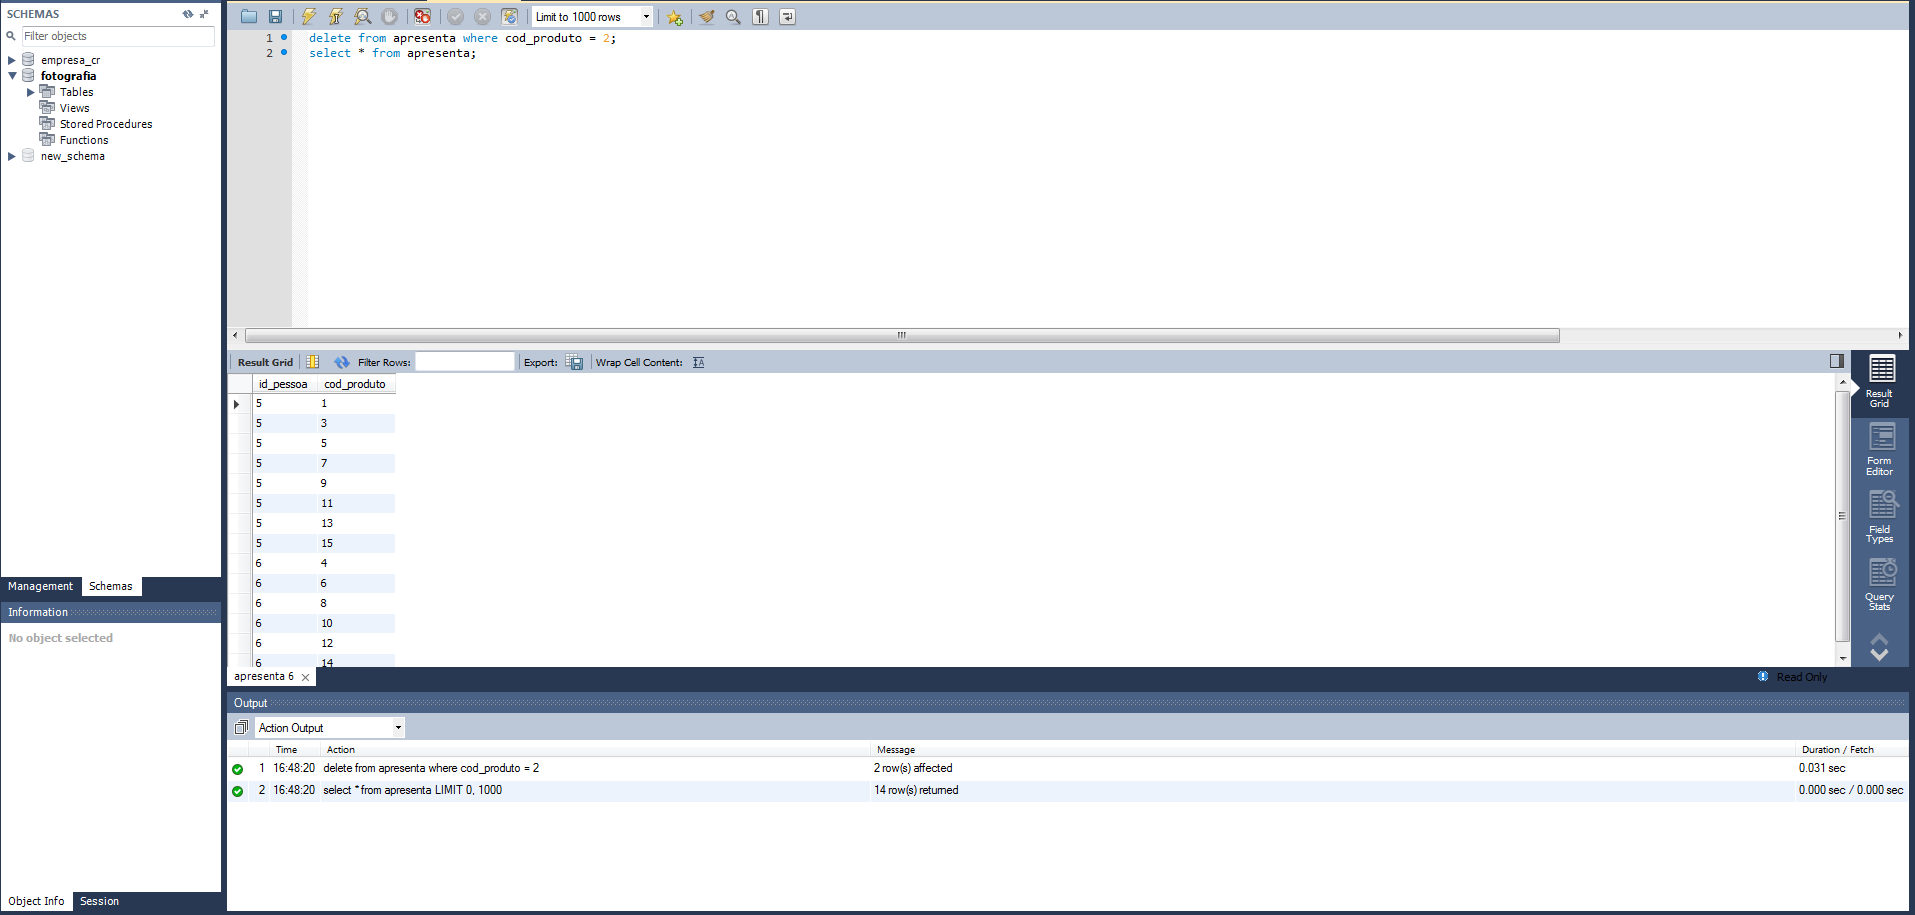 SCHEMAS
Filter objects
empresa_cr
fotografia
Tables
Views
Stored Procedures
Functions
new_schema
Management Schemas
Information
No object selected
Object Info Session
Limit to 1000 rows
1 delete from apresenta where cod_produto = 2;
2 select * from apresenta;
Result Grid Filter Rows: Export: Wrap Cell Content:
id_pessoa cod_produto
5 1
5 3
5 5
5 7
5 9
5 11
5 13
5 15
6 4
6 6
6 8
6 10
6 12
6 14
Result
Grid
Form
Editor
Field
Types
Query
Stats
apresenta 6
Read Only
Output
Action Output
Time Action Message Duration / Fetch
1 16:48:20 delete from apresenta where cod_produto = 2 2 row(s) affected 0.031 sec
2 16:48:20 select * from apresenta LIMIT 0, 1000 14 row(s) returned 0.000 sec / 0.000 sec